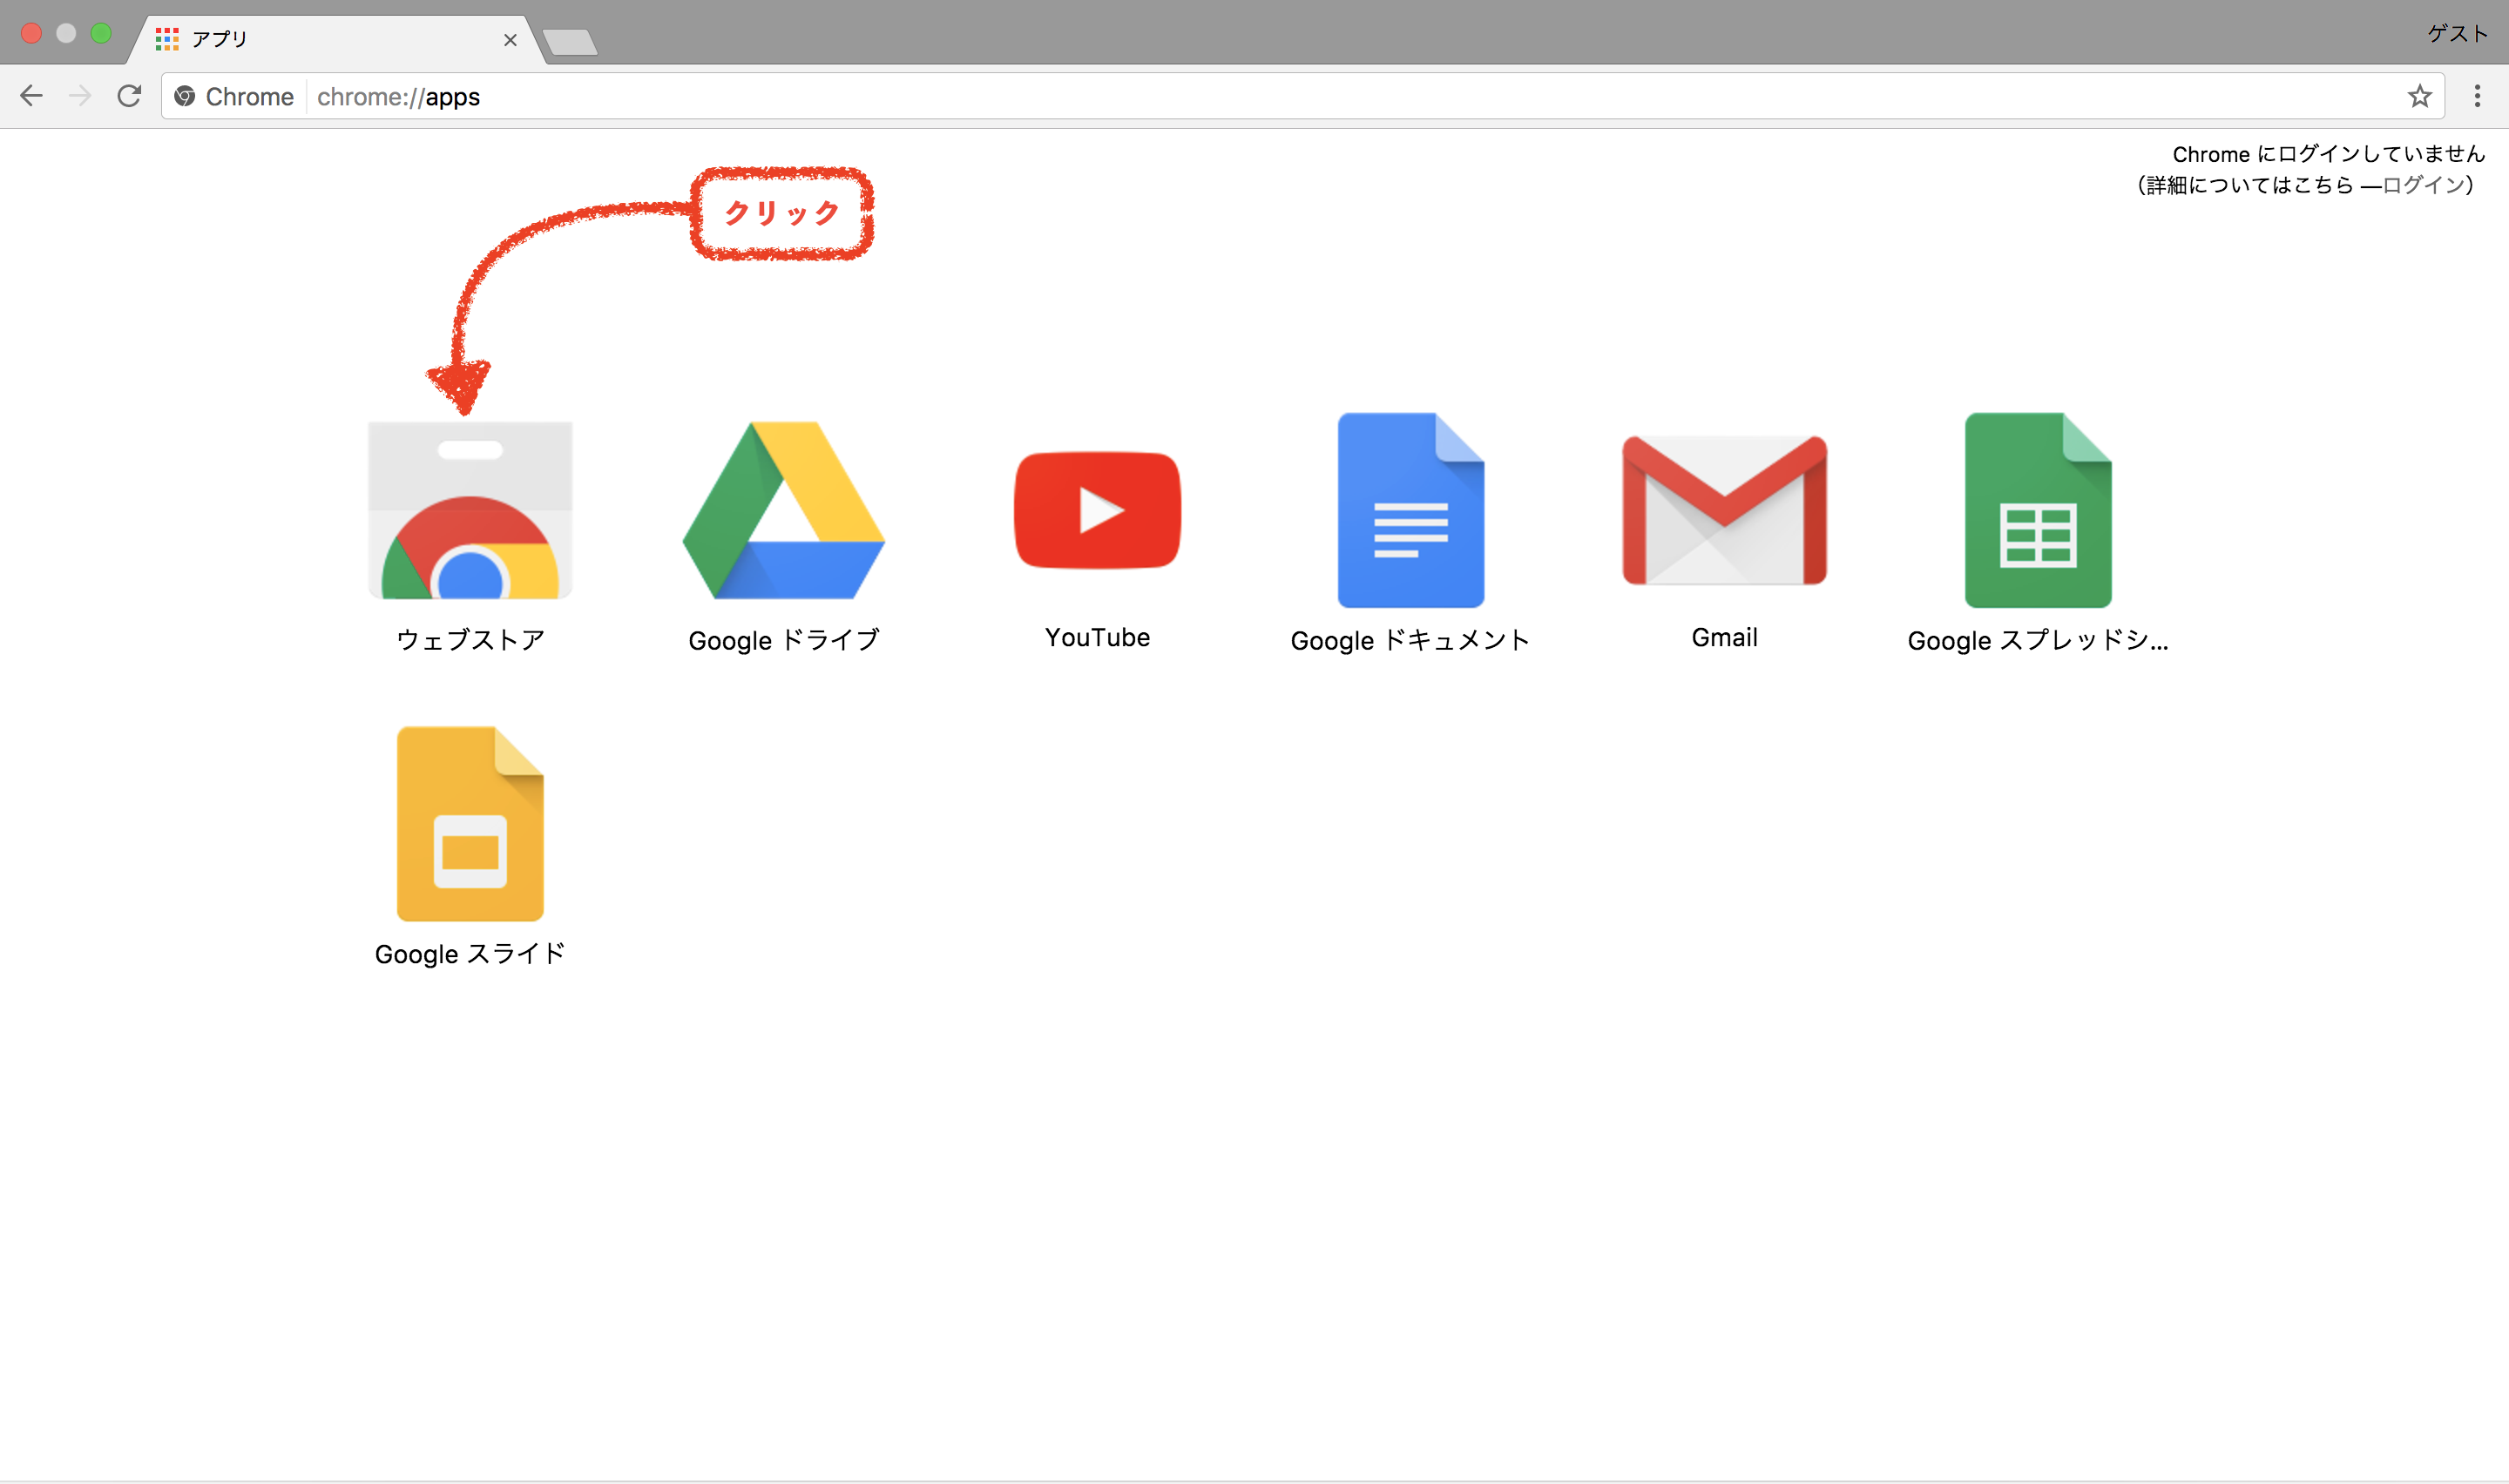 アプリ
ゲスト
Chrome
chrome://apps
Chrome にログインしていません
（詳細についてはこちら —ログイン）
クリック
ウェブストア
Google ドライブ
YouTube
Google ドキュメント
Gmail
Google スプレッドシ...
Google スライド